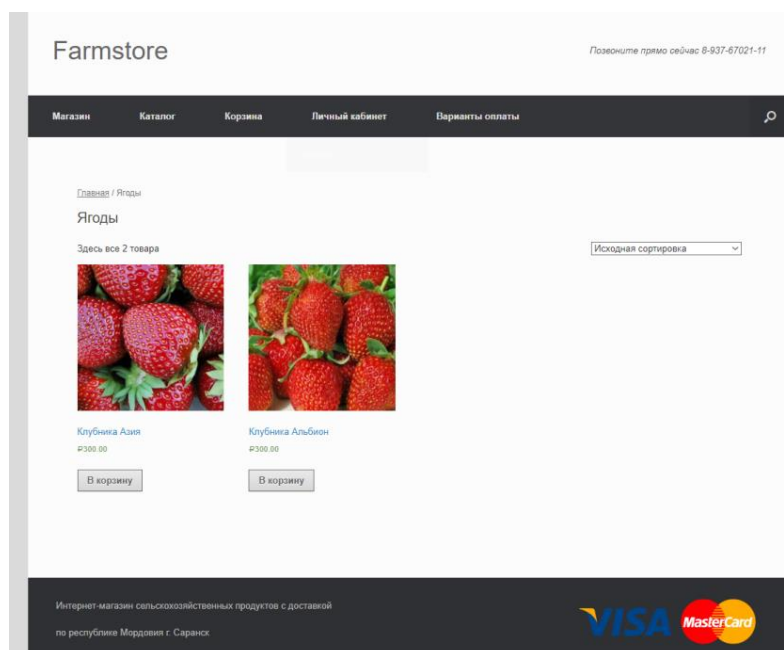 Farmstore
Позвоните прямо сейчас 8-937-67021-11
Магазин Каталог Корзина Личный кабинет Варианты оплаты
Главная / Ягоды
Ягоды
Здесь все 2 товара
Исходная сортировка
Клубника Азия
₽300.00
В корзину
Клубника Альбион
₽300.00
В корзину
Интернет-магазин сельскохозяйственных продуктов с доставкой
по республике Мордовия г. Саранск
VISA MasterCard